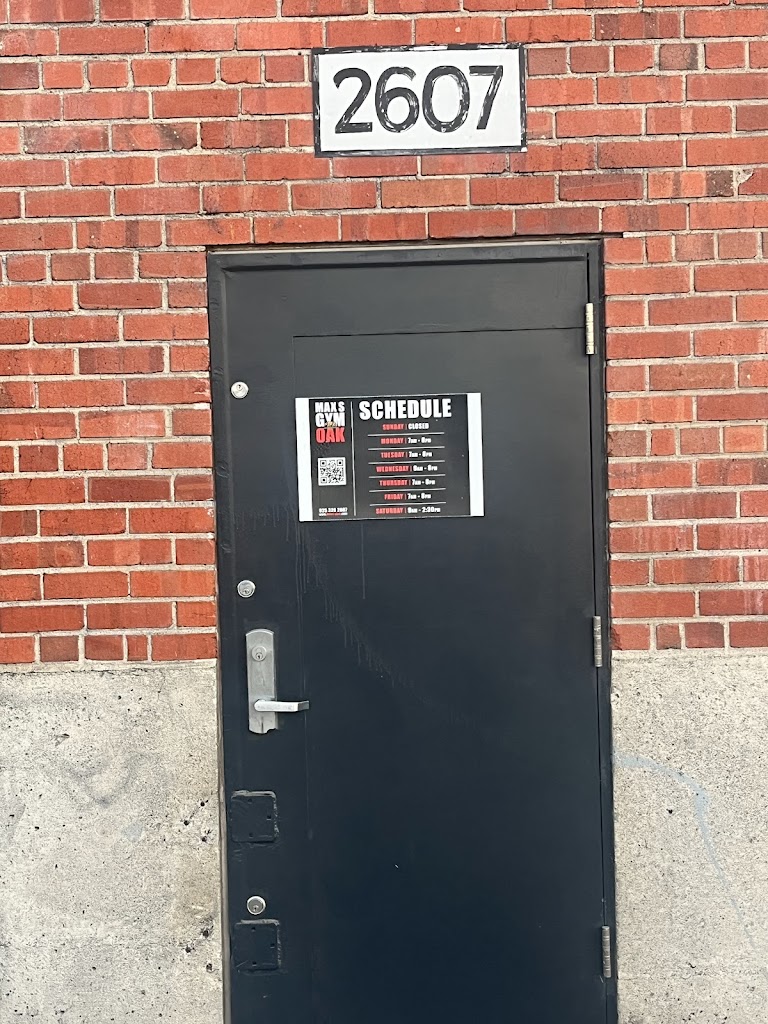 2607
MAX S
GYM
OAK
SCHEDULE
SUNDAY | CLOSED
MONDAY | 7AM - 8PM
TUESDAY | 7AM - 8PM
WEDNESDAY | 9AM - 8PM
THURSDAY | 7AM - 8PM
FRIDAY | 7AM - 8PM
SATURDAY | 9AM - 2:30PM